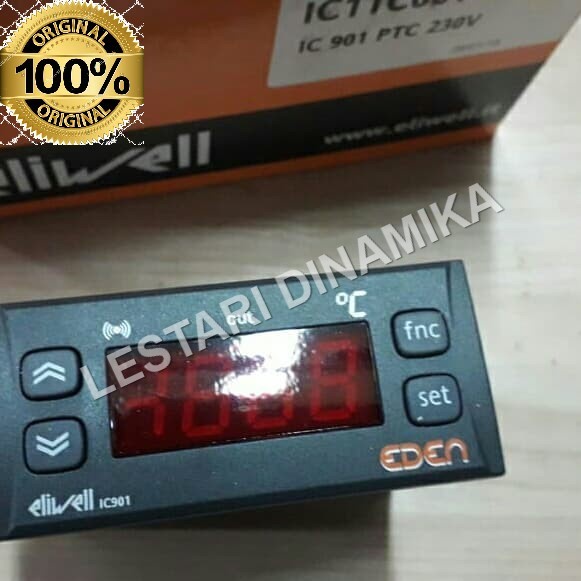 ORIGINAL
100%
ORIGINAL
IC 901 PTC 230V
eliwell
www.eliwell.it
LESTARI DINAMIKA
out
°C
fnc
set
EDEN
eliwell IC901